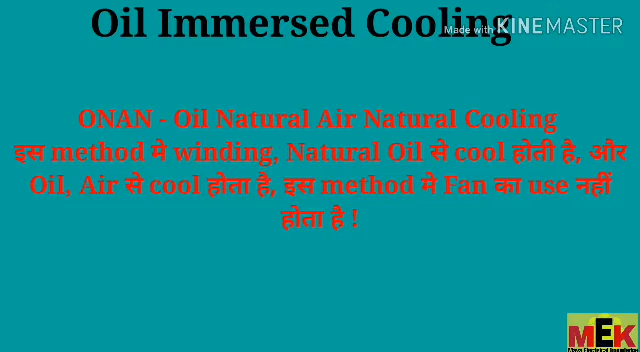 Oil Immersed Cooling
Made with KINEMASTER
ONAN - Oil Natural Air Natural Cooling
इस method मे winding, Natural Oil से cool होती है, और
Oil, Air से cool होता है, इस method मे Fan का use नहीं
होता है !
MEK